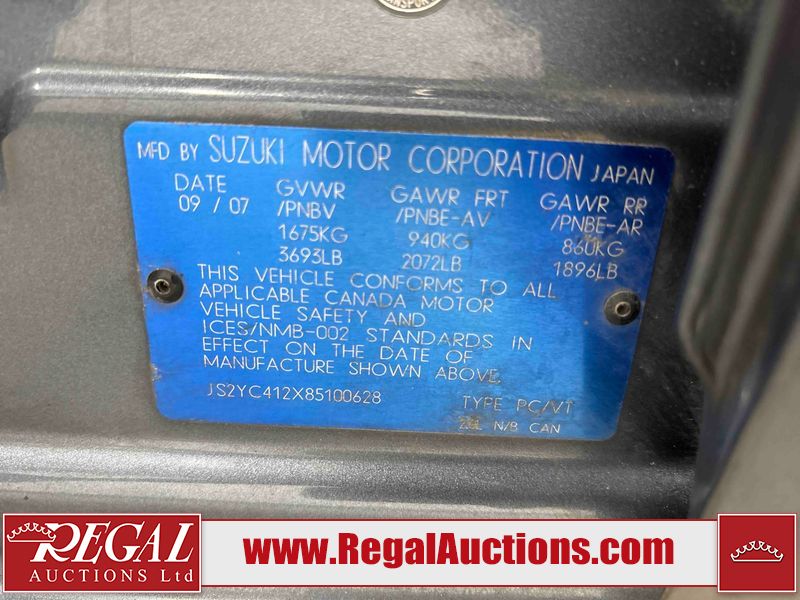 MFD BY SUZUKI MOTOR CORPORATION JAPAN
DATE GVWR GAWR FRT GAWR RR
09 / 07 /PNBV /PNBE-AV /PNBE-AR
1675KG 940KG 860KG
3693LB 2072LB 1896LB
THIS VEHICLE CONFORMS TO ALL
APPLICABLE CANADA MOTOR
VEHICLE SAFETY AND
ICES/NMB-002 STANDARDS IN
EFFECT ON THE DATE OF
MANUFACTURE SHOWN ABOVE.
JS2YC412X85100628 TYPE PC/VT
N/B CAN
REGAL
AUCTIONS Ltd
www.RegalAuctions.com